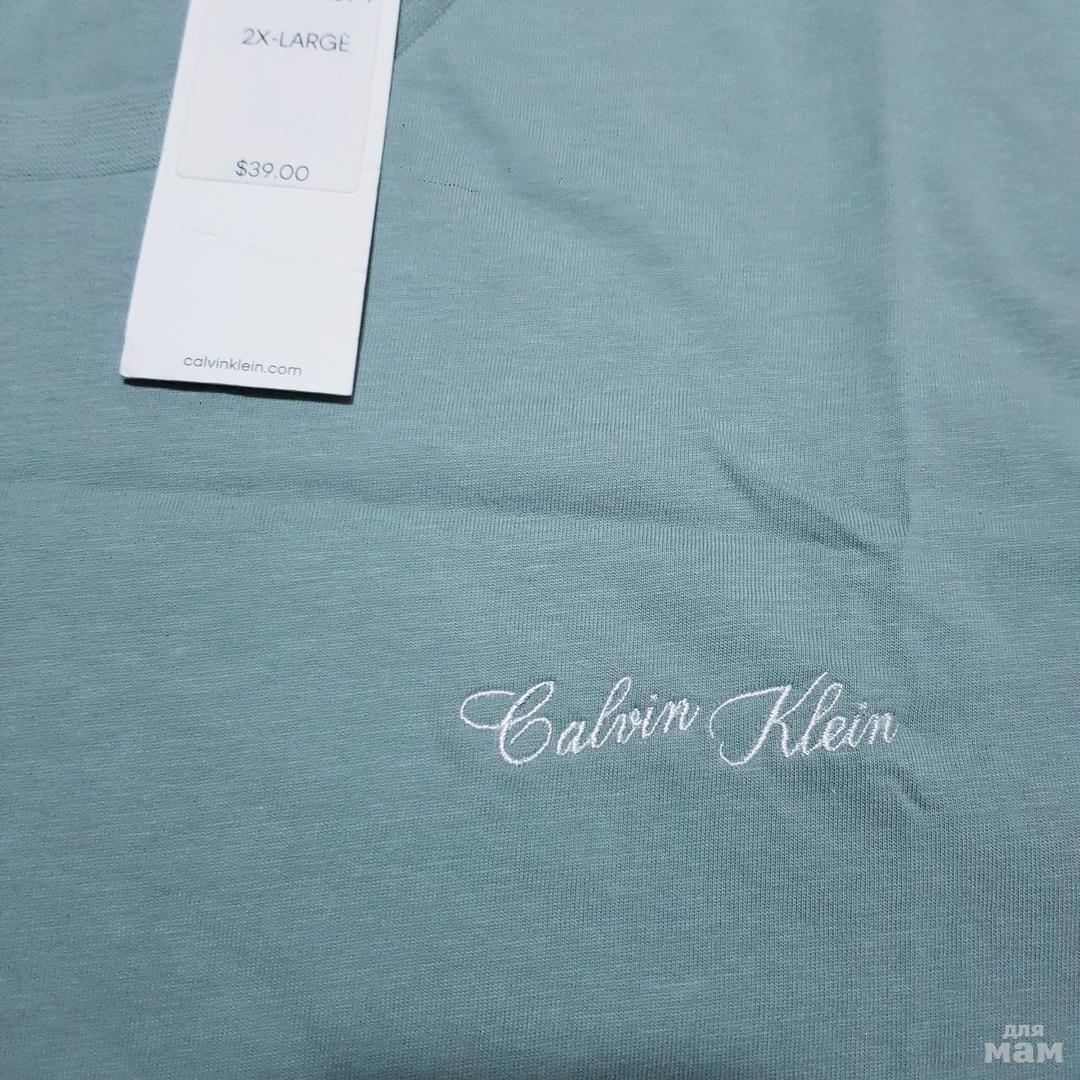 2X-LARGE
$39.00
calvinklein.com
Calvin Klein
для
мам